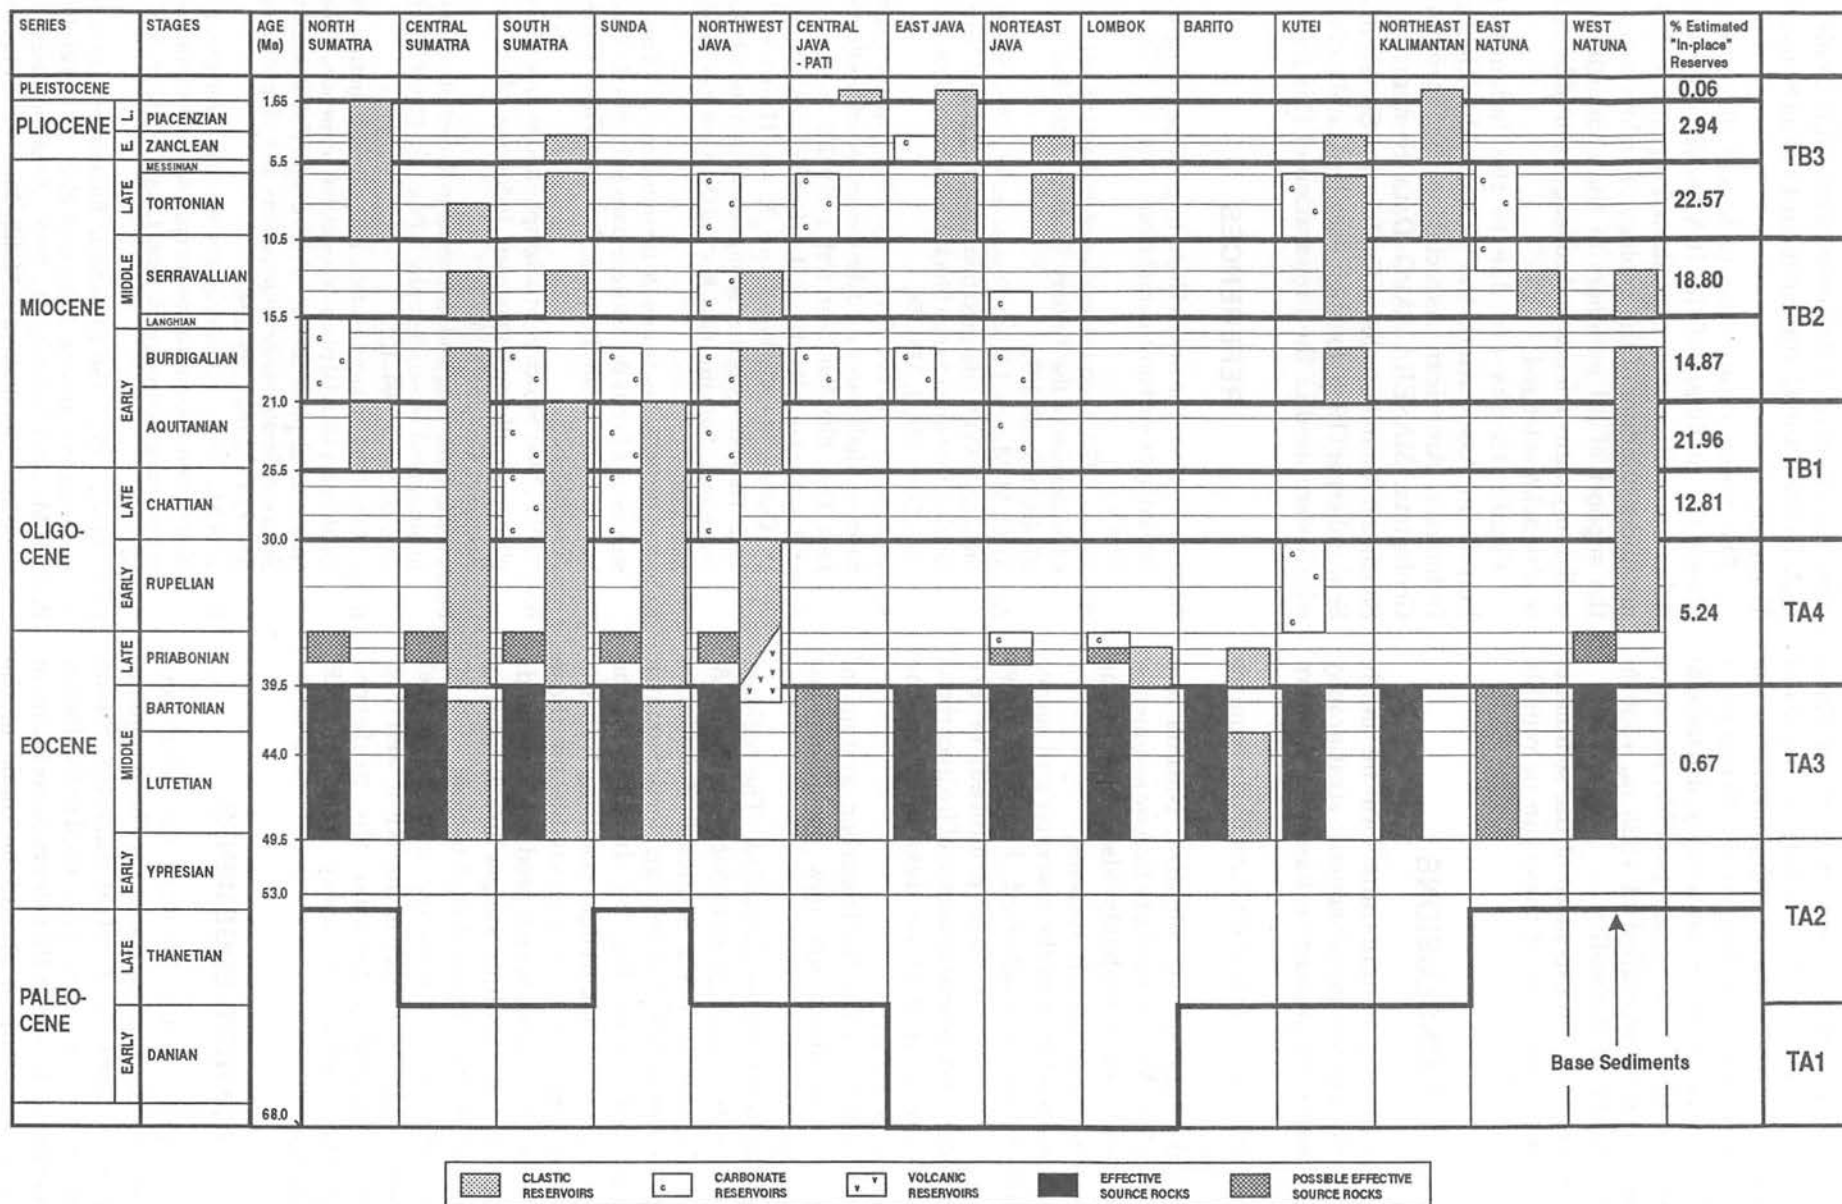 SERIES
STAGES
AGE
(Ma)
NORTH
SUMATRA
CENTRAL
SUMATRA
SOUTH
SUMATRA
SUNDA
NORTHWEST
JAVA
CENTRAL
JAVA
- PATI
EAST JAVA
NORTEAST
JAVA
LOMBOK
BARITO
KUTEI
NORTHEAST
KALIMANTAN
EAST
NATUNA
WEST
NATUNA
% Estimated
"In-place"
Reserves
PLEISTOCENE
0.06
1.65
PLIOCENE
L.
PIACENZIAN
2.94
E.
ZANCLEAN
5.5
TB3
MIOCENE
LATE
MESSINIAN
TORTONIAN
22.57
10.5
MIDDLE
SERRAVALLIAN
18.80
15.5
TB2
LANGHIAN
EARLY
BURDIGALIAN
14.87
21.0
AQUITANIAN
21.96
25.5
TB1
OLIGO-
CENE
LATE
CHATTIAN
12.81
30.0
EARLY
RUPELIAN
5.24
TA4
EOCENE
LATE
PRIABONIAN
39.5
MIDDLE
BARTONIAN
44.0
0.67
TA3
LUTETIAN
49.5
EARLY
YPRESIAN
53.0
TA2
PALEO-
CENE
LATE
THANETIAN
EARLY
DANIAN
Base Sediments
TA1
68.0
CLASTIC
RESERVOIRS
c
CARBONATE
RESERVOIRS
v v
VOLCANIC
RESERVOIRS
EFFECTIVE
SOURCE ROCKS
POSSIBLE EFFECTIVE
SOURCE ROCKS